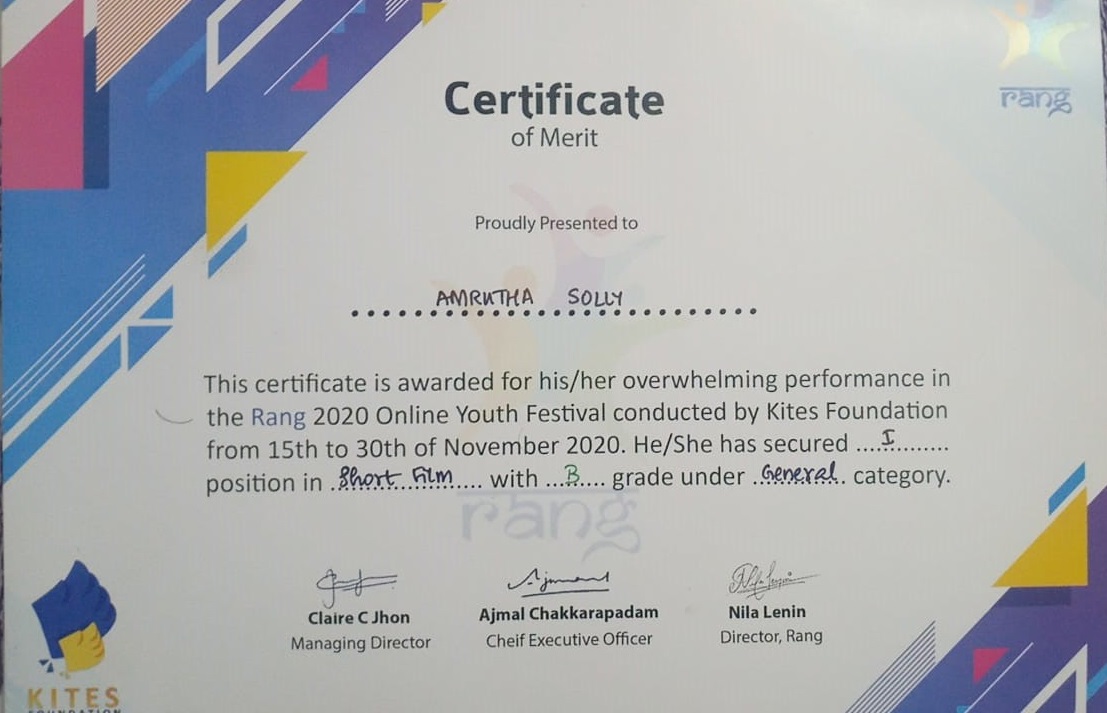 rang
Certificate
of Merit
Proudly Presented to
AMRUTHA SOLLY
This certificate is awarded for his/her overwhelming performance in
the Rang 2020 Online Youth Festival conducted by Kites Foundation
from 15th to 30th of November 2020. He/She has secured ....I.........
position in .Short Film.... with ...B.... grade under .General. category.
rang
Claire C Jhon Ajmal Chakkarapadam Nila Lenin
Managing Director Cheif Executive Officer Director, Rang
KITES
FOUNDATION